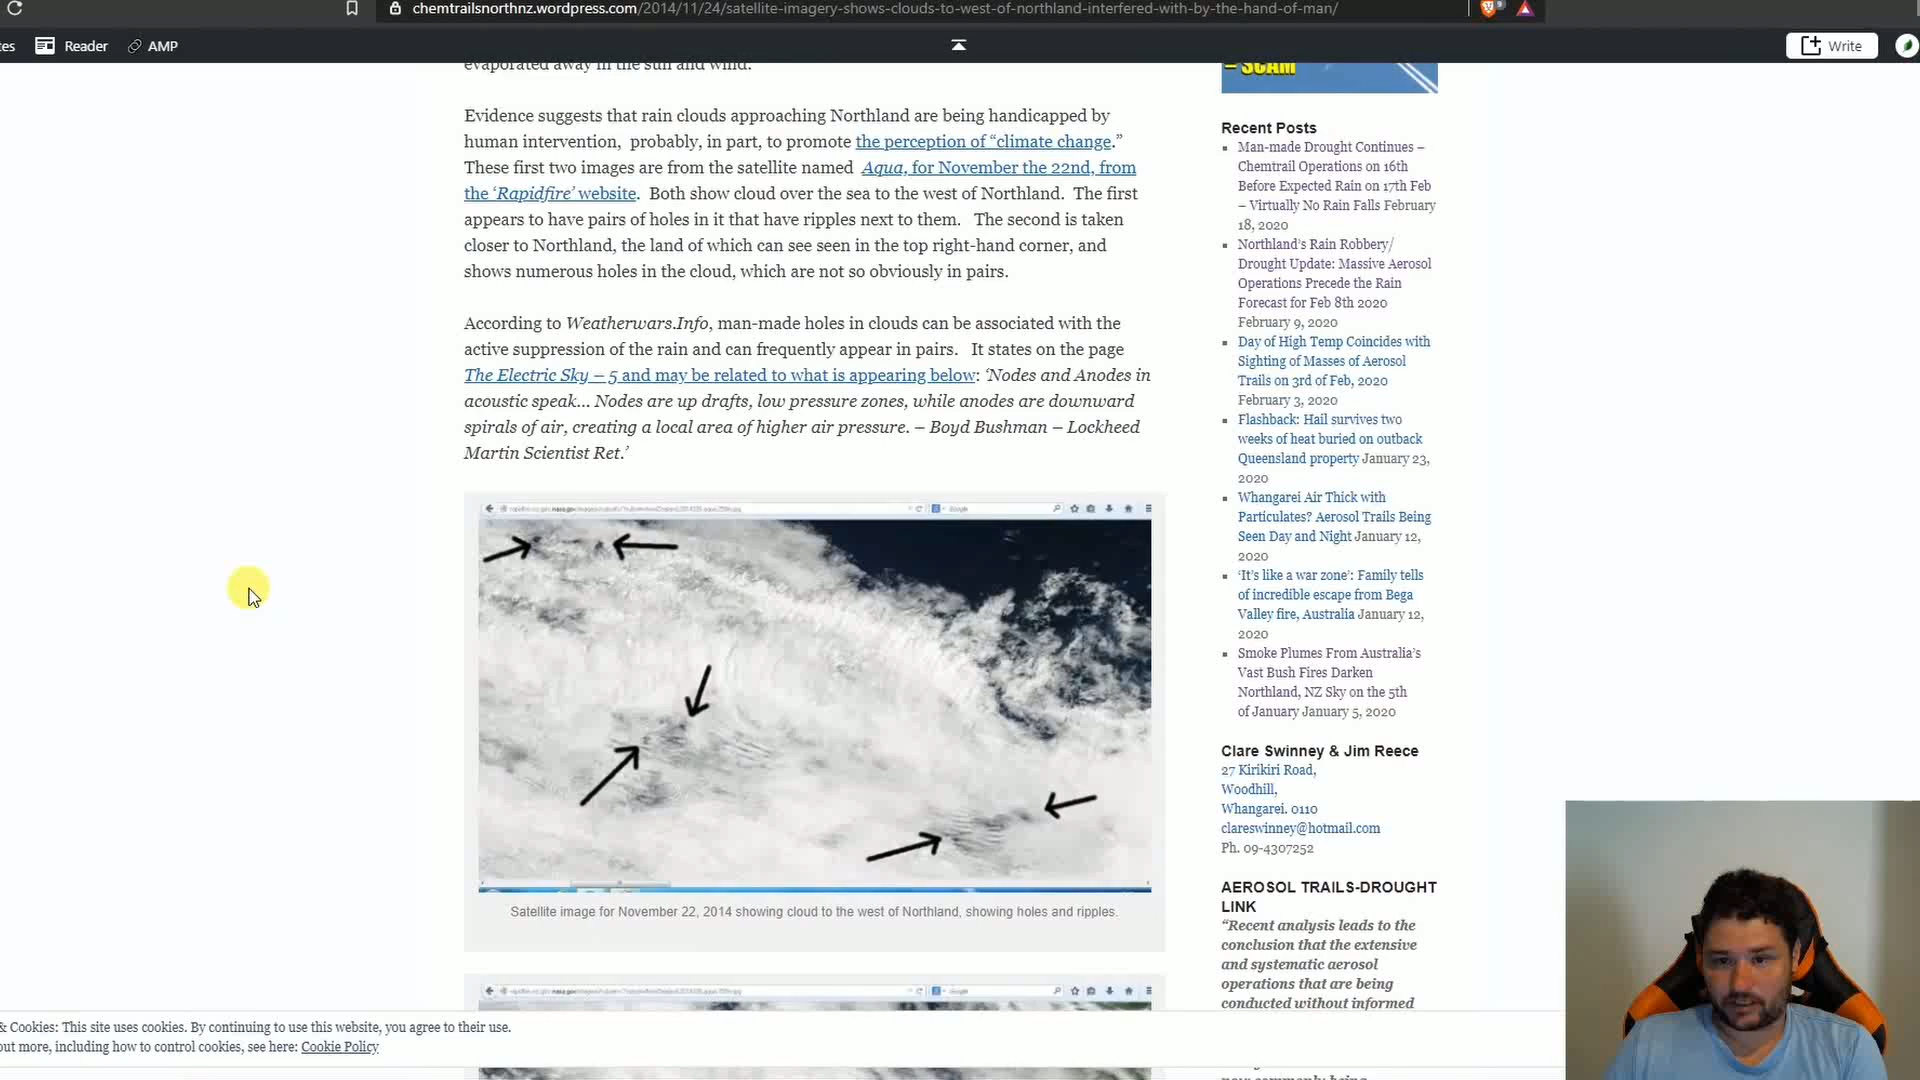 chemtrailsnorthnz.wordpress.com/2014/11/24/satellite-imagery-shows-clouds-to-west-of-northland-interfered-with-by-the-hand-of-man/
Reader
AMP
Write
evaporated away in the sun and wind.
Evidence suggests that rain clouds approaching Northland are being handicapped by
human intervention, probably, in part, to promote the perception of “climate change.”
These first two images are from the satellite named Aqua, for November the 22nd, from
the ‘Rapidfire’ website. Both show cloud over the sea to the west of Northland. The first
appears to have pairs of holes in it that have ripples next to them. The second is taken
closer to Northland, the land of which can see seen in the top right-hand corner, and
shows numerous holes in the cloud, which are not so obviously in pairs.
According to Weatherwars.Info, man-made holes in clouds can be associated with the
active suppression of the rain and can frequently appear in pairs. It states on the page
The Electric Sky – 5 and may be related to what is appearing below: ‘Nodes and Anodes in
acoustic speak... Nodes are up drafts, low pressure zones, while anodes are downward
spirals of air, creating a local area of higher air pressure. – Boyd Bushman – Lockheed
Martin Scientist Ret.’
Satellite image for November 22, 2014 showing cloud to the west of Northland, showing holes and ripples.
& Cookies: This site uses cookies. By continuing to use this website, you agree to their use.
out more, including how to control cookies, see here: Cookie Policy
= SCAM
Recent Posts
Man-made Drought Continues –
Chemtrail Operations on 16th
Before Expected Rain on 17th Feb
– Virtually No Rain Falls February
18, 2020
Northland’s Rain Robbery/
Drought Update: Massive Aerosol
Operations Precede the Rain
Forecast for Feb 8th 2020
February 9, 2020
Day of High Temp Coincides with
Sighting of Masses of Aerosol
Trails on 3rd of Feb, 2020
February 3, 2020
Flashback: Hail survives two
weeks of heat buried on outback
Queensland property January 23,
2020
Whangarei Air Thick with
Particulates? Aerosol Trails Being
Seen Day and Night January 12,
2020
‘It’s like a war zone’: Family tells
of incredible escape from Bega
Valley fire, Australia January 12,
2020
Smoke Plumes From Australia’s
Vast Bush Fires Darken
Northland, NZ Sky on the 5th
of January January 5, 2020
Clare Swinney & Jim Reece
27 Kirikiri Road,
Woodhill,
Whangarei. 0110
clareswinney@hotmail.com
Ph. 09-4307252
AEROSOL TRAILS-DROUGHT
LINK
“Recent analysis leads to the
conclusion that the extensive
and systematic aerosol
operations that are being
conducted without informed